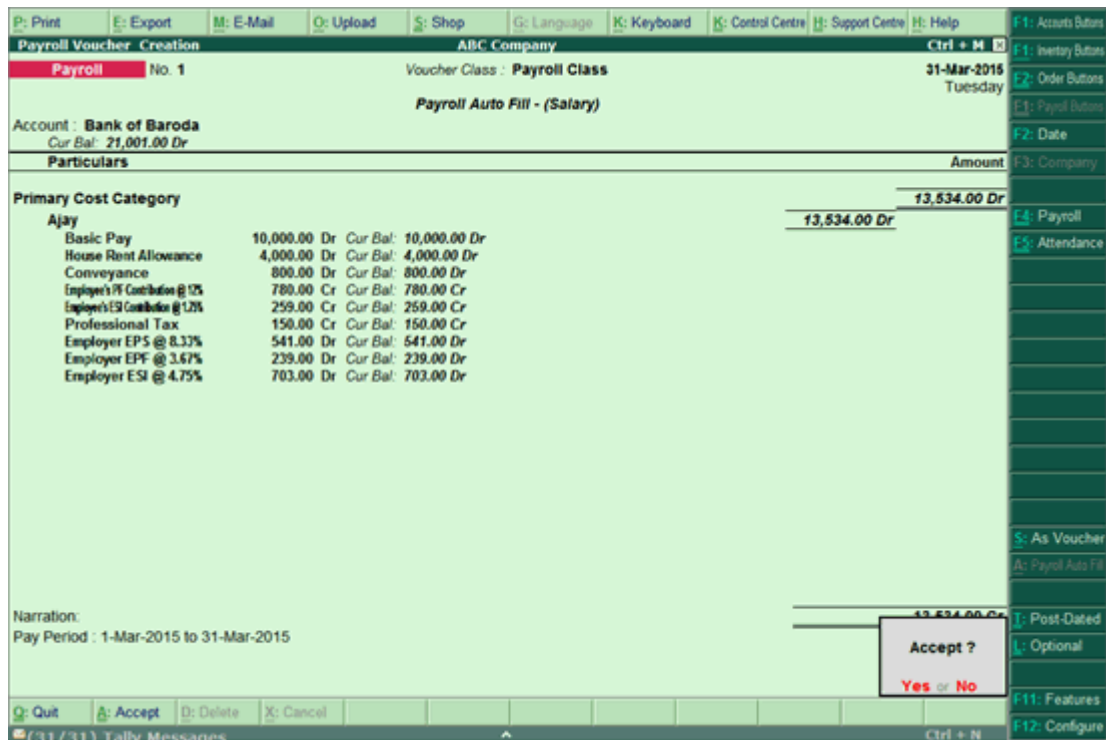 P: Print E: Export M: E-Mail O: Upload S: Shop G: Language K: Keyboard K: Control Centre H: Support Centre H: Help F1: Accounts Buttons
Payroll Voucher Creation ABC Company Ctrl + M F1: Inventory Buttons
Payroll No. 1 Voucher Class : Payroll Class 31-Mar-2015
Tuesday F2: Order Buttons
Payroll Auto Fill - (Salary) F1: Payroll Buttons
Account : Bank of Baroda F2: Date
Cur Bal: 21,001.00 Dr
Particulars Amount F3: Company
Primary Cost Category 13,534.00 Dr
Ajay 13,534.00 Dr F4: Payroll
Basic Pay 10,000.00 Dr Cur Bal: 10,000.00 Dr F5: Attendance
House Rent Allowance 4,000.00 Dr Cur Bal: 4,000.00 Dr
Conveyance 800.00 Dr Cur Bal: 800.00 Dr
Employee's PF Contribution @ 12% 780.00 Cr Cur Bal: 780.00 Cr
Employee's ESI Contribution @ 1.75% 259.00 Cr Cur Bal: 259.00 Cr
Professional Tax 150.00 Cr Cur Bal: 150.00 Cr
Employer EPS @ 8.33% 541.00 Dr Cur Bal: 541.00 Dr
Employer EPF @ 3.67% 239.00 Dr Cur Bal: 239.00 Dr
Employer ESI @ 4.75% 703.00 Dr Cur Bal: 703.00 Dr
S: As Voucher
A: Payroll Auto Fill
Narration: 13,534.00 Cr T: Post-Dated
Pay Period : 1-Mar-2015 to 31-Mar-2015
Accept ? L: Optional
Yes or No
Q: Quit A: Accept D: Delete X: Cancel F11: Features
(31/31) Tally Messages Ctrl + N F12: Configure